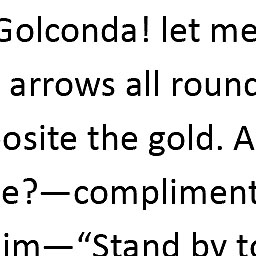 Golconda! let me
arrows all round
osite the gold. A
e?—compliment
im—“Stand by to